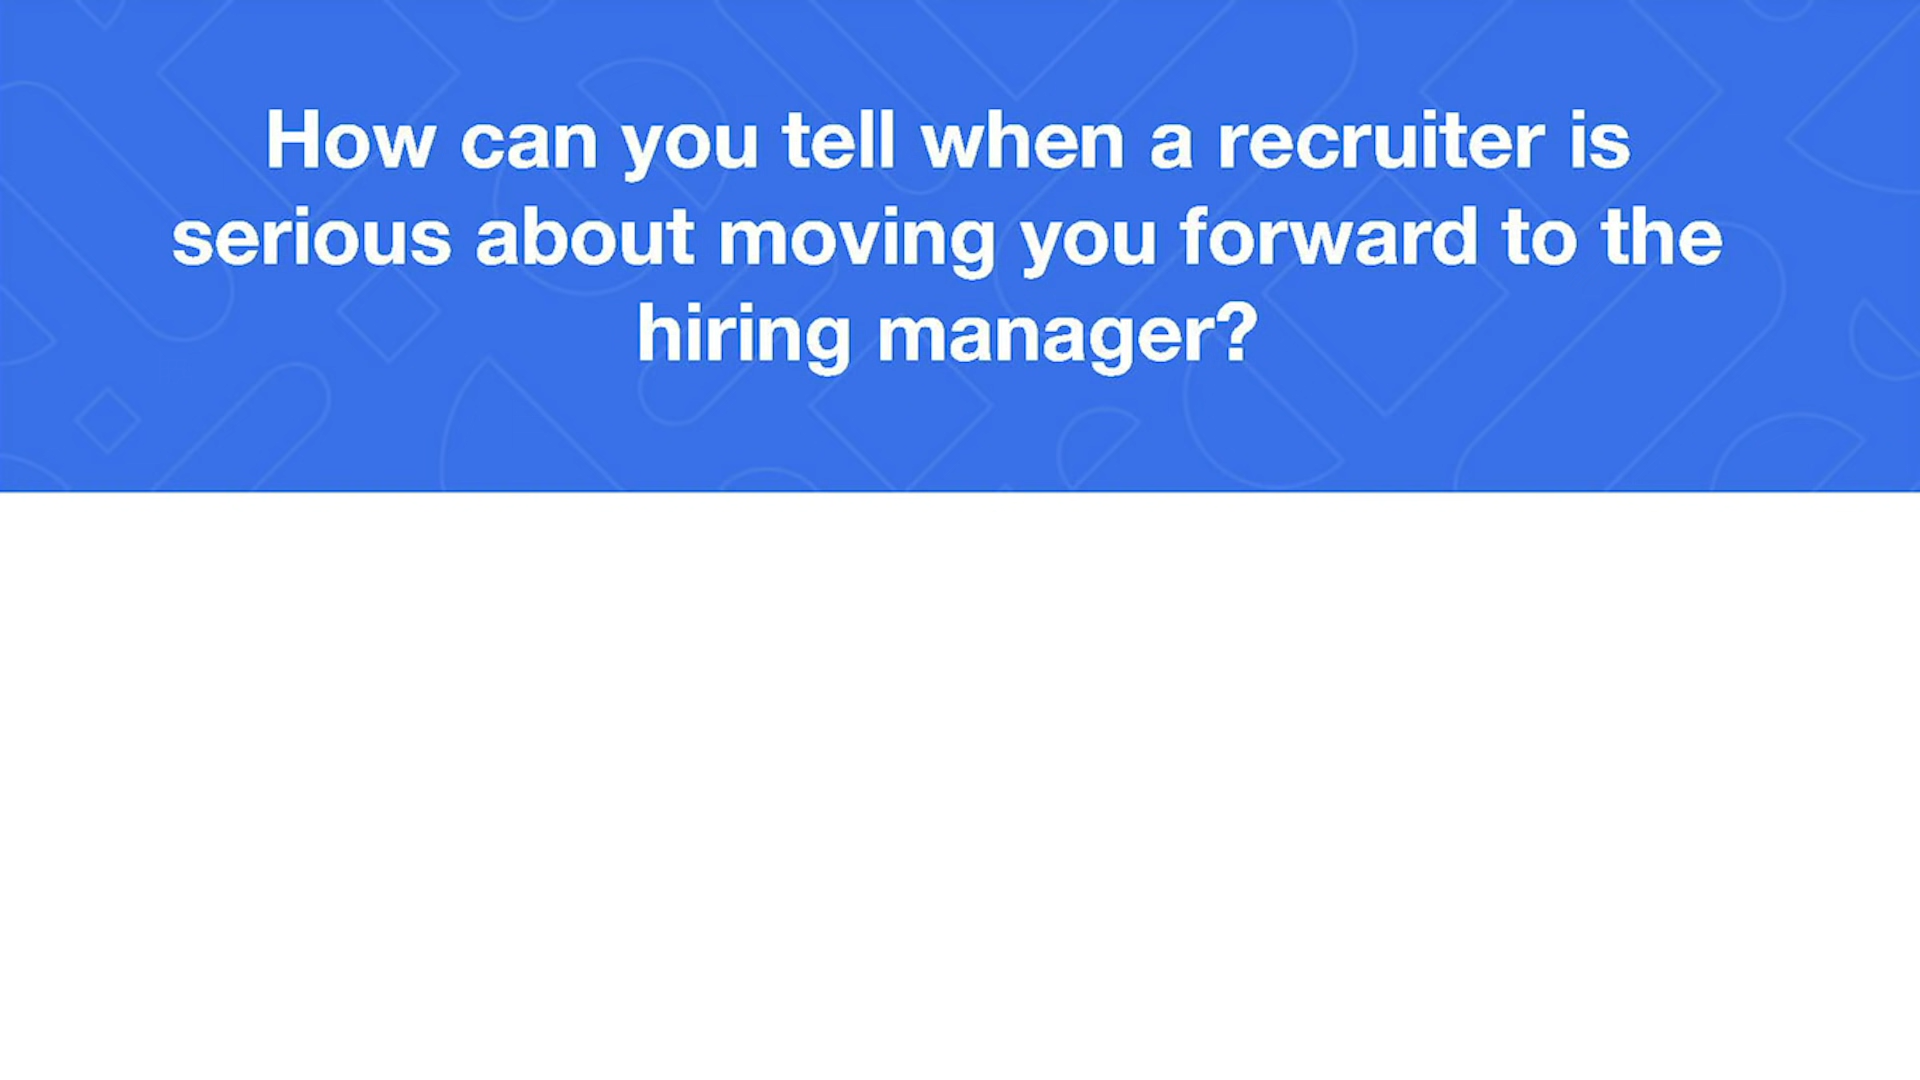 How can you tell when a recruiter is
serious about moving you forward to the
hiring manager?